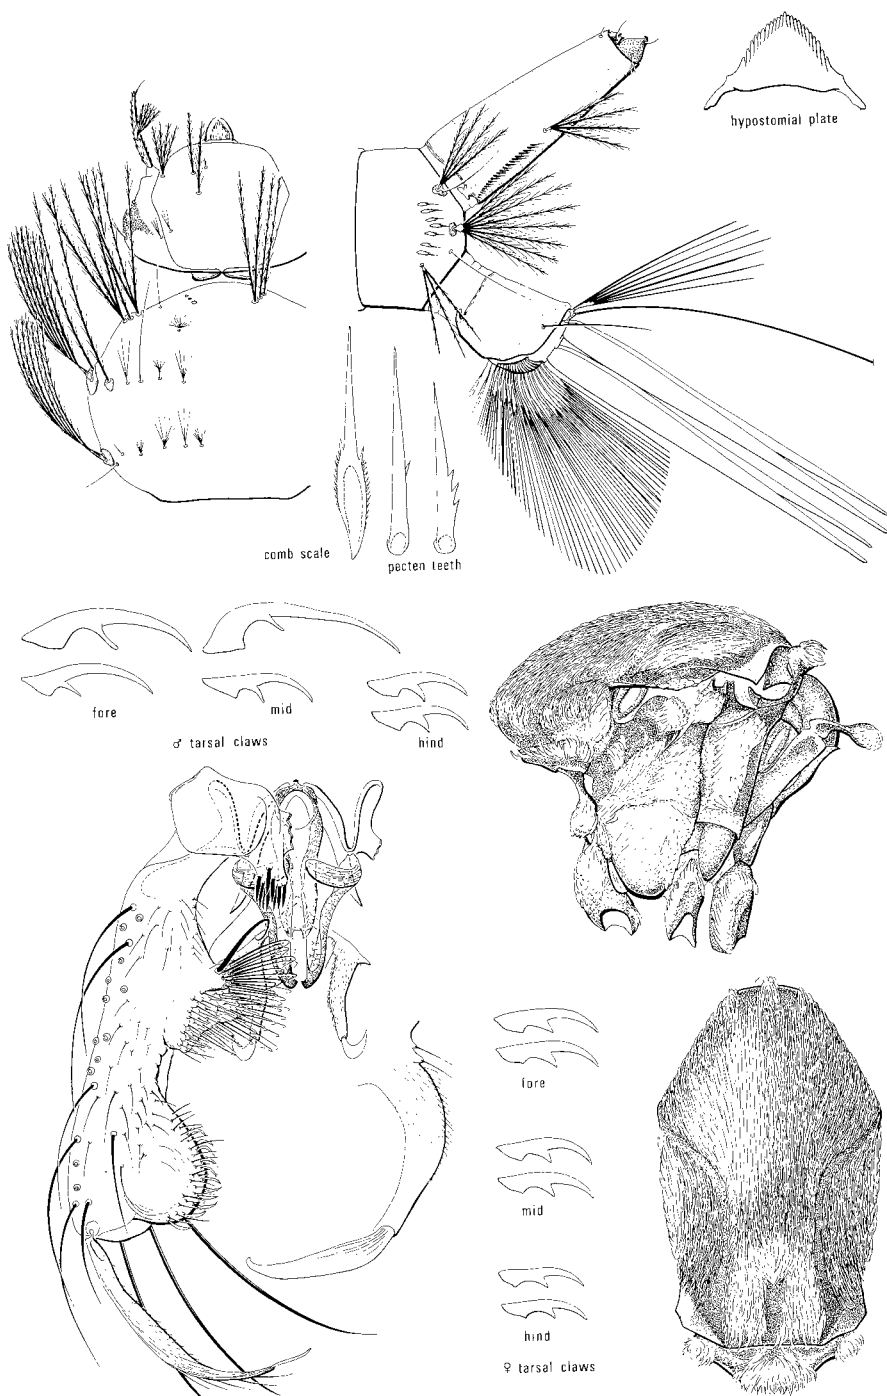 hypostomial plate
comb scale
pecten teeth
fore
mid
hind
♂ tarsal claws
fore
mid
hind
♀ tarsal claws